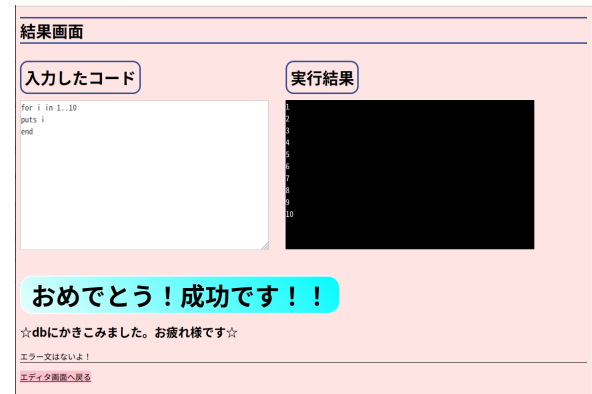 結果画面
入力したコード
実行結果
for i in 1..10
puts i
end
1
2
3
4
5
6
7
8
9
10
おめでとう！成功です！！
☆dbにかきこみました。お疲れ様です☆
エラー文はないよ！
エディタ画面へ戻る